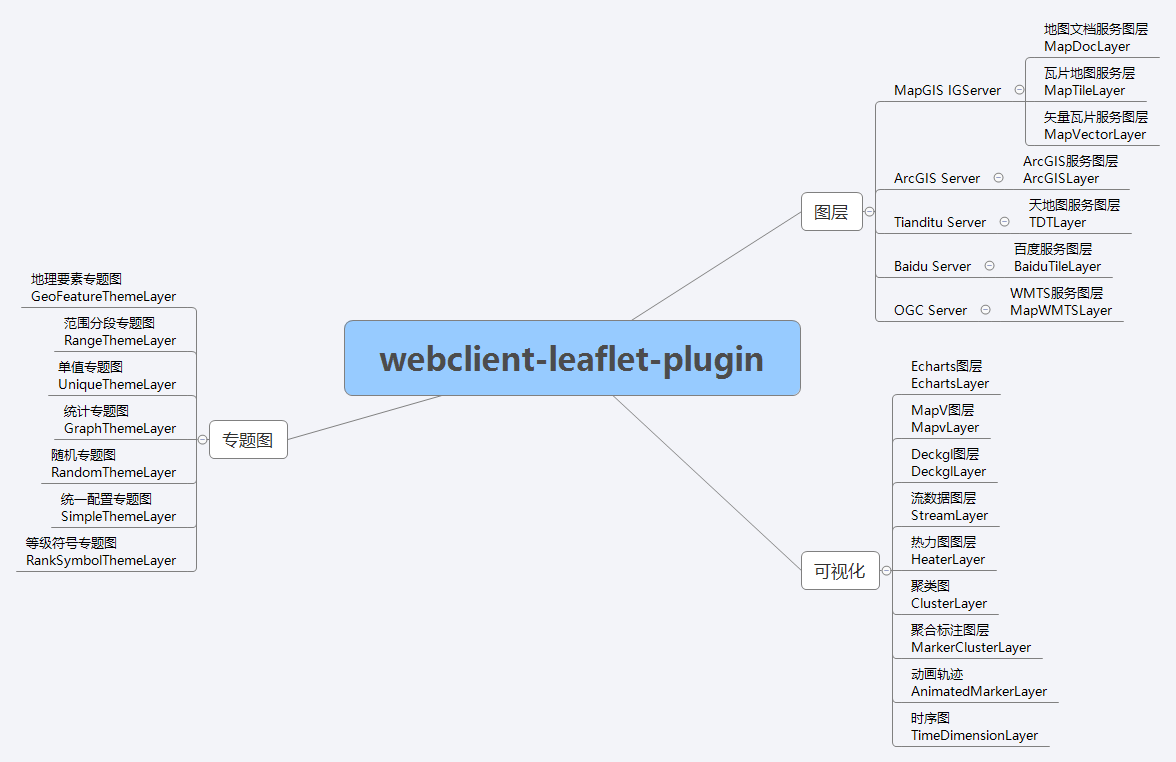 webclient-leaflet-plugin
图层
MapGIS IGServer
地图文档服务图层
MapDocLayer
瓦片地图服务层
MapTileLayer
矢量瓦片服务图层
MapVectorLayer
ArcGIS Server
ArcGIS服务图层
ArcGISLayer
Tianditu Server
天地图服务图层
TDTLayer
Baidu Server
百度服务图层
BaiduTileLayer
OGC Server
WMTS服务图层
MapWMTSLayer
可视化
Echarts图层
EchartsLayer
MapV图层
MapvLayer
Deckgl图层
DeckglLayer
流数据图层
StreamLayer
热力图图层
HeaterLayer
聚类图
ClusterLayer
聚合标注图层
MarkerClusterLayer
动画轨迹
AnimatedMarkerLayer
时序图
TimeDimensionLayer
专题图
地理要素专题图
GeoFeatureThemeLayer
范围分段专题图
RangeThemeLayer
单值专题图
UniqueThemeLayer
统计专题图
GraphThemeLayer
随机专题图
RandomThemeLayer
统一配置专题图
SimpleThemeLayer
等级符号专题图
RankSymbolThemeLayer